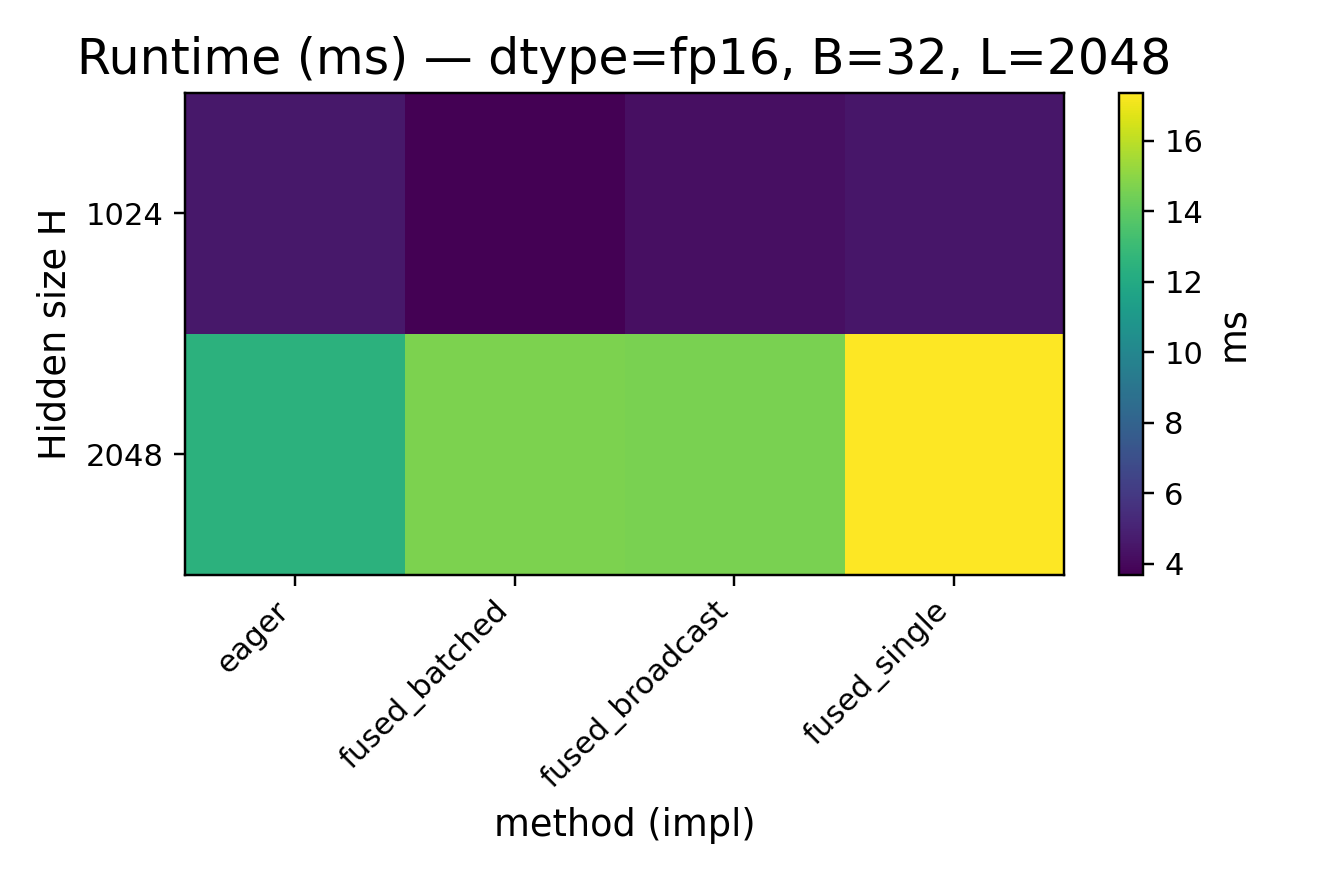 Runtime (ms) — dtype=fp16, B=32, L=2048
Hidden size H
1024
2048
eager
fused_batched
fused_broadcast
fused_single
method (impl)
16
14
12
10
8
6
4
ms